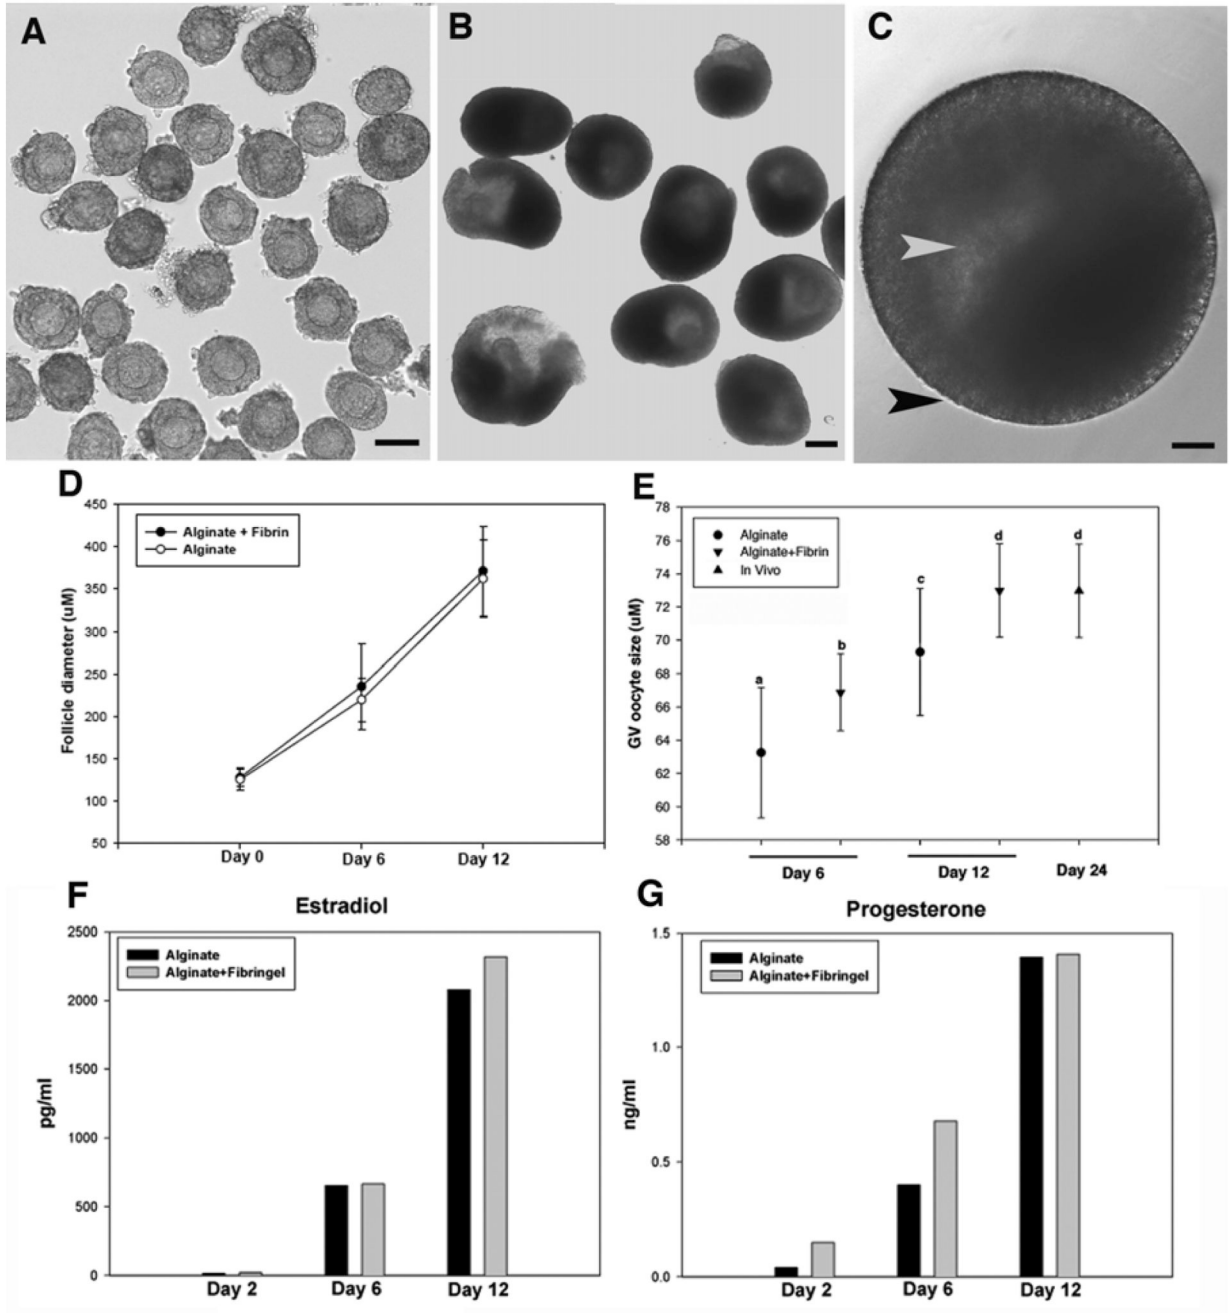 A
B
C
D
450
400
350
300
250
200
150
100
50
Follicle diameter (uM)
Alginate + Fibrin
Alginate
Day 0
Day 6
Day 12
E
78
76
74
72
70
68
66
64
62
60
58
GV oocyte size (uM)
Alginate
Alginate+Fibrin
In Vivo
a
b
c
d
d
Day 6
Day 12
Day 24
F
Estradiol
2500
2000
1500
1000
500
0
pg/ml
Alginate
Alginate+Fibringel
Day 2
Day 6
Day 12
G
Progesterone
1.5
1.0
0.5
0.0
ng/ml
Alginate
Alginate+Fibringel
Day 2
Day 6
Day 12